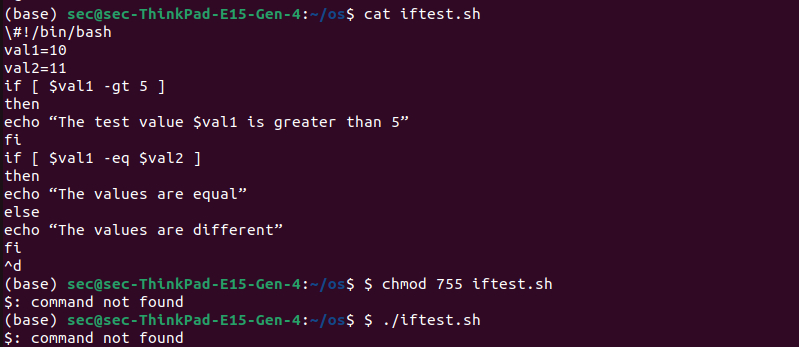 (base) sec@sec-ThinkPad-E15-Gen-4:~/os$ cat iftest.sh
\#!/bin/bash
val1=10
val2=11
if [ $val1 -gt 5 ]
then
echo “The test value $val1 is greater than 5”
fi
if [ $val1 -eq $val2 ]
then
echo “The values are equal”
else
echo “The values are different”
fi
^d
(base) sec@sec-ThinkPad-E15-Gen-4:~/os$ $ chmod 755 iftest.sh
$: command not found
(base) sec@sec-ThinkPad-E15-Gen-4:~/os$ $ ./iftest.sh
$: command not found